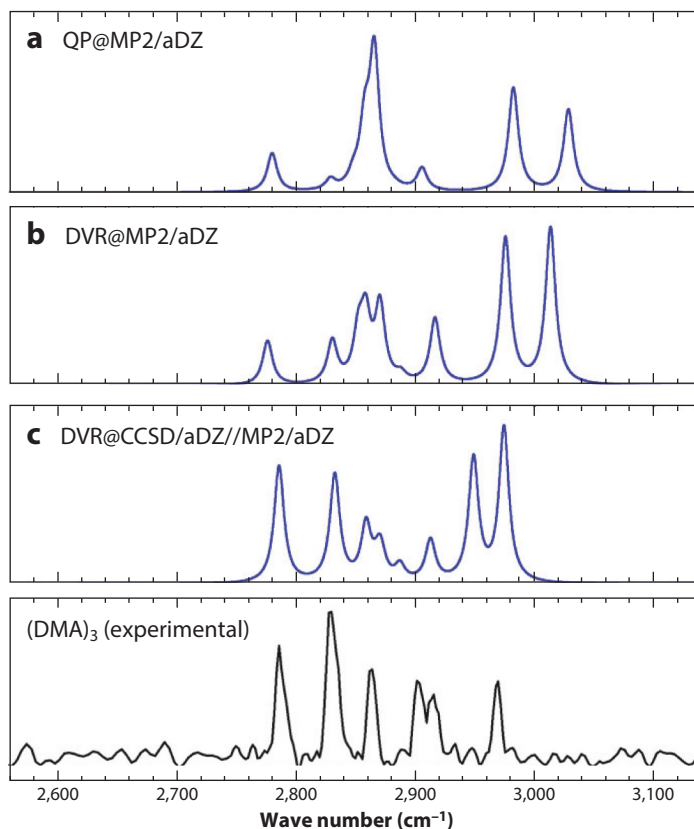 a QP@MP2/aDZ
b DVR@MP2/aDZ
c DVR@CCSD/aDZ//MP2/aDZ
(DMA)₃ (experimental)
2,600 2,700 2,800 2,900 3,000 3,100
Wave number (cm⁻¹)